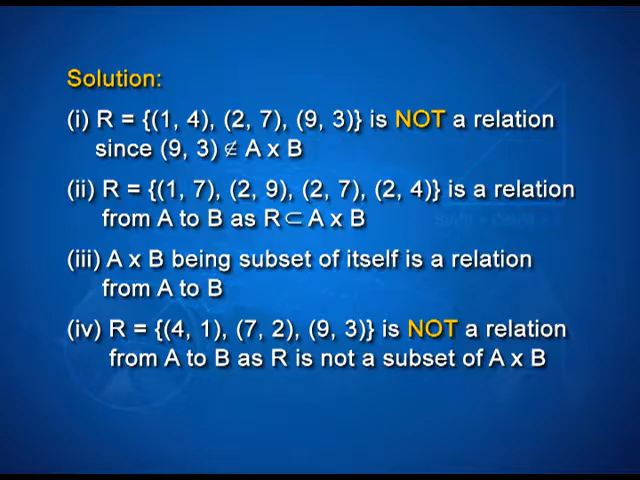 Solution:
(i) R = {(1, 4), (2, 7), (9, 3)} is NOT a relation
since (9, 3) ∉ A x B
(ii) R = {(1, 7), (2, 9), (2, 7), (2, 4)} is a relation
from A to B as R ⊂ A x B
(iii) A x B being subset of itself is a relation
from A to B
(iv) R = {(4, 1), (7, 2), (9, 3)} is NOT a relation
from A to B as R is not a subset of A x B